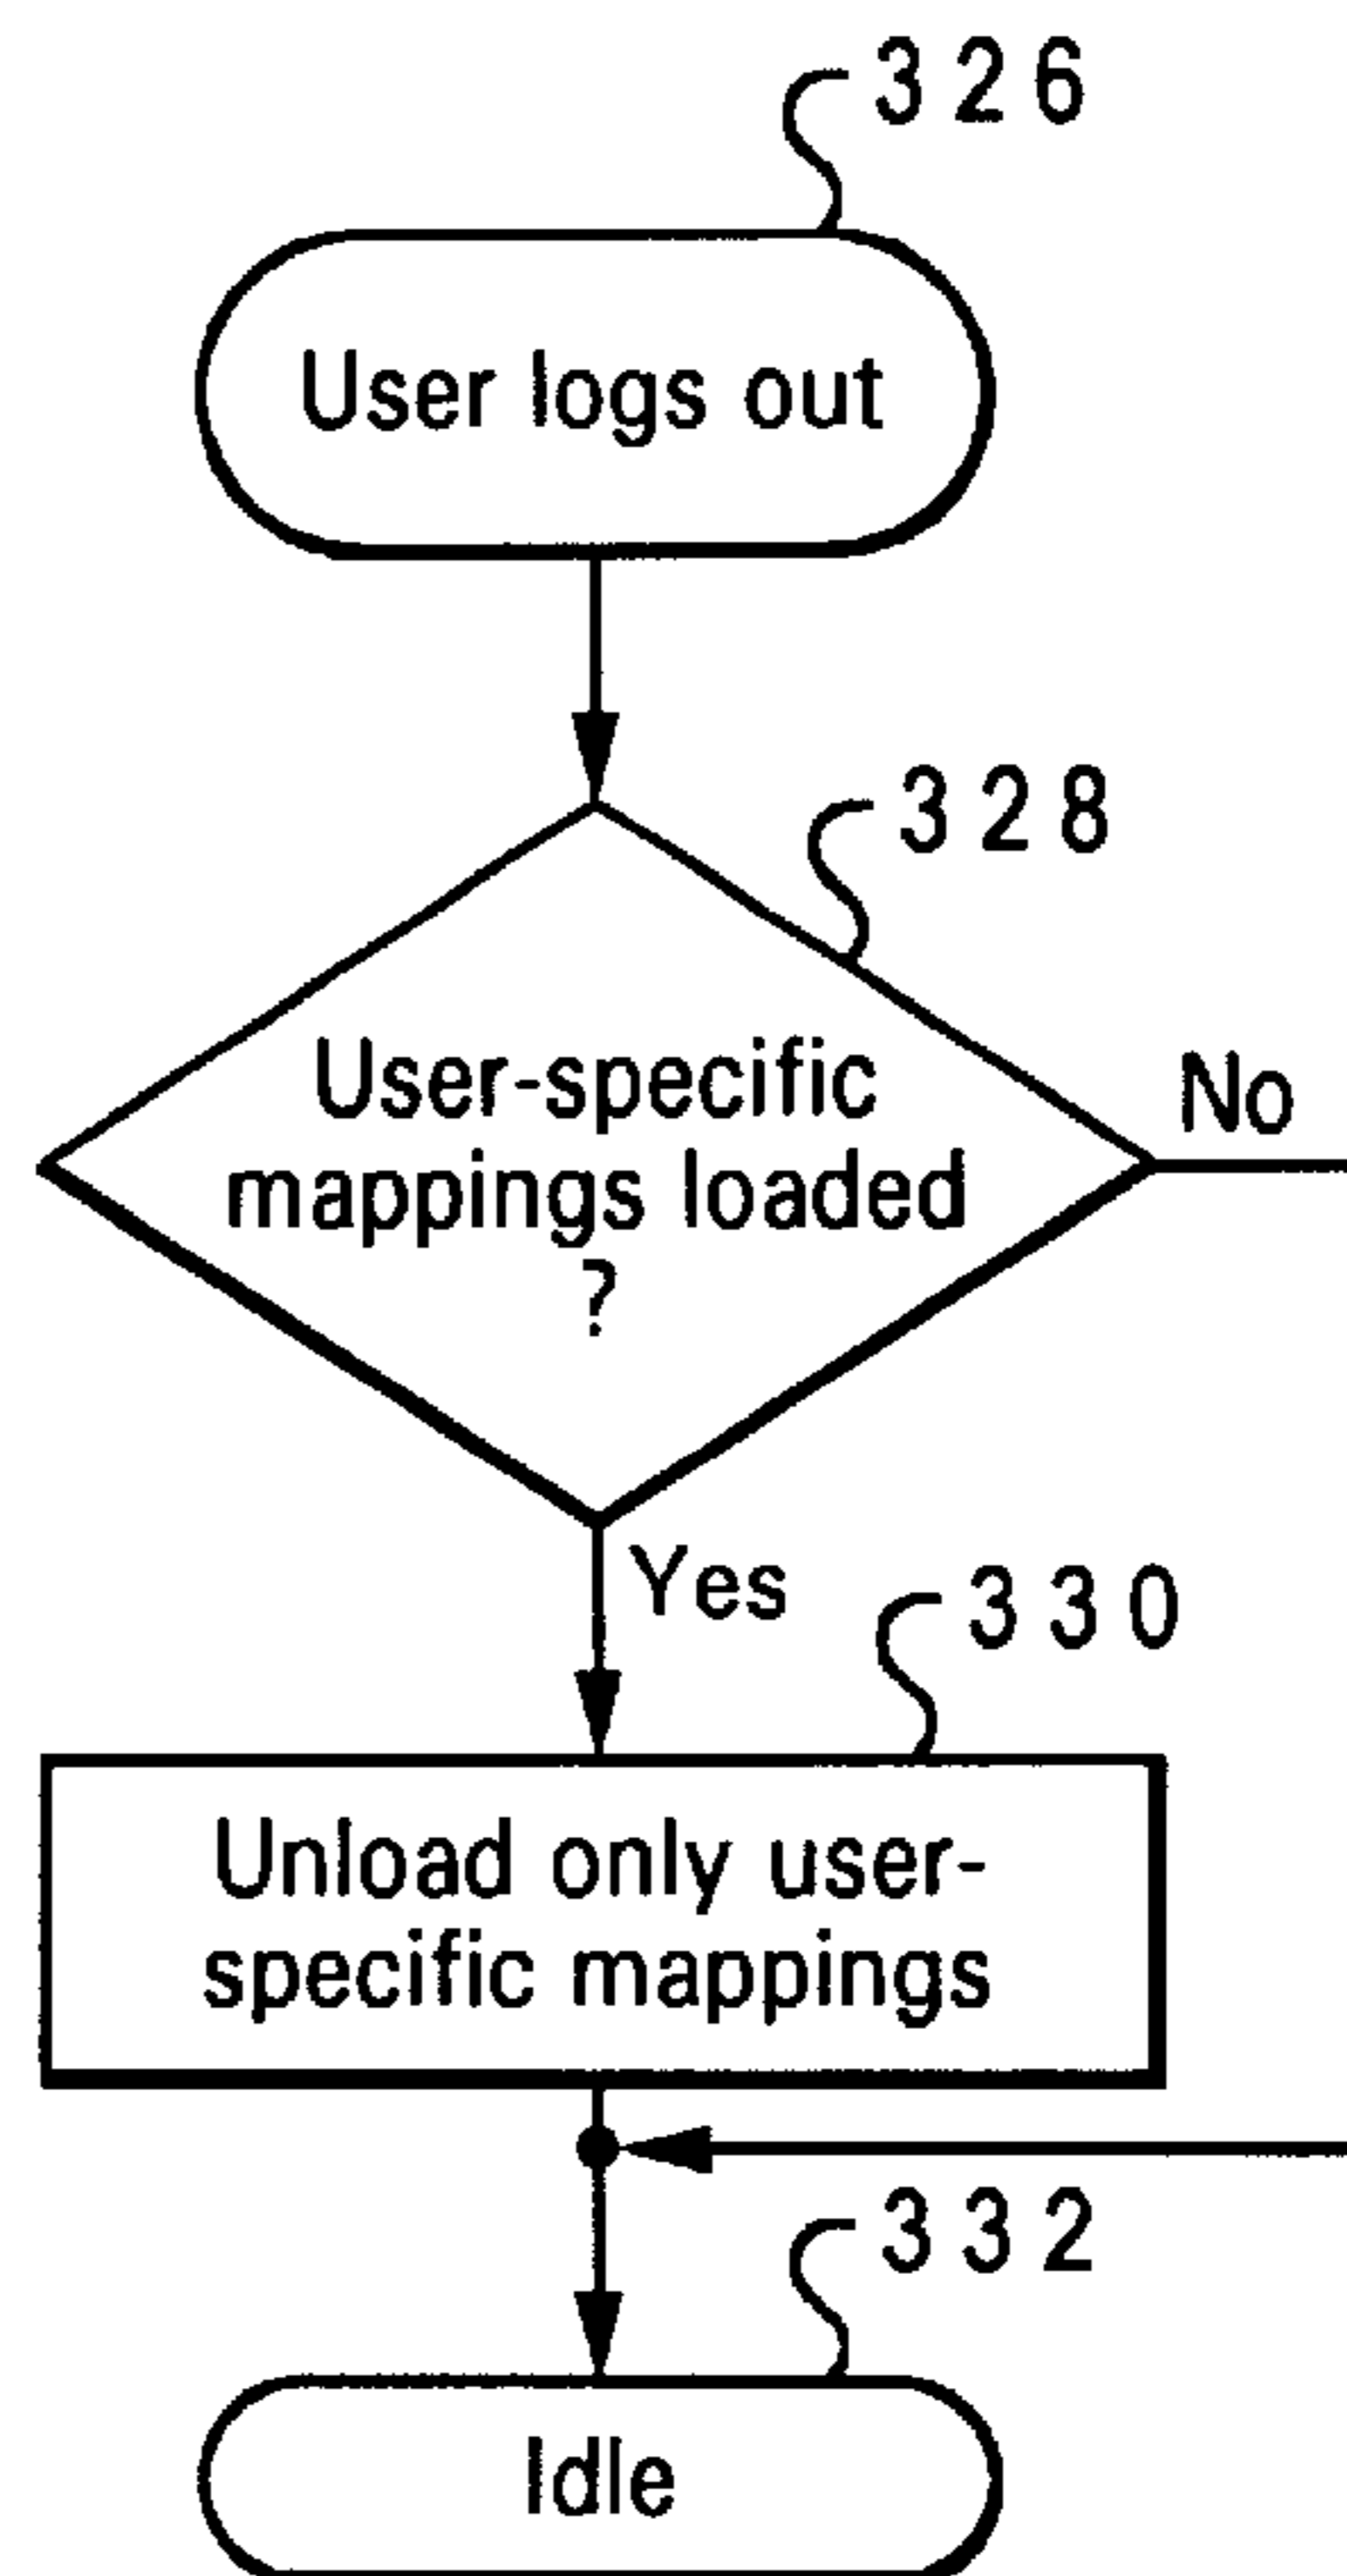 326
User logs out
328
User-specific
mappings loaded
?
No
Yes
330
Unload only user-
specific mappings
332
Idle